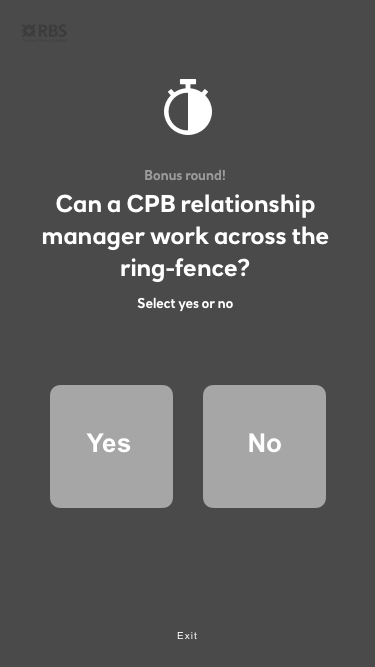 RBS
Bonus round!
Can a CPB relationship
manager work across the
ring-fence?
Select yes or no
Yes
No
Exit